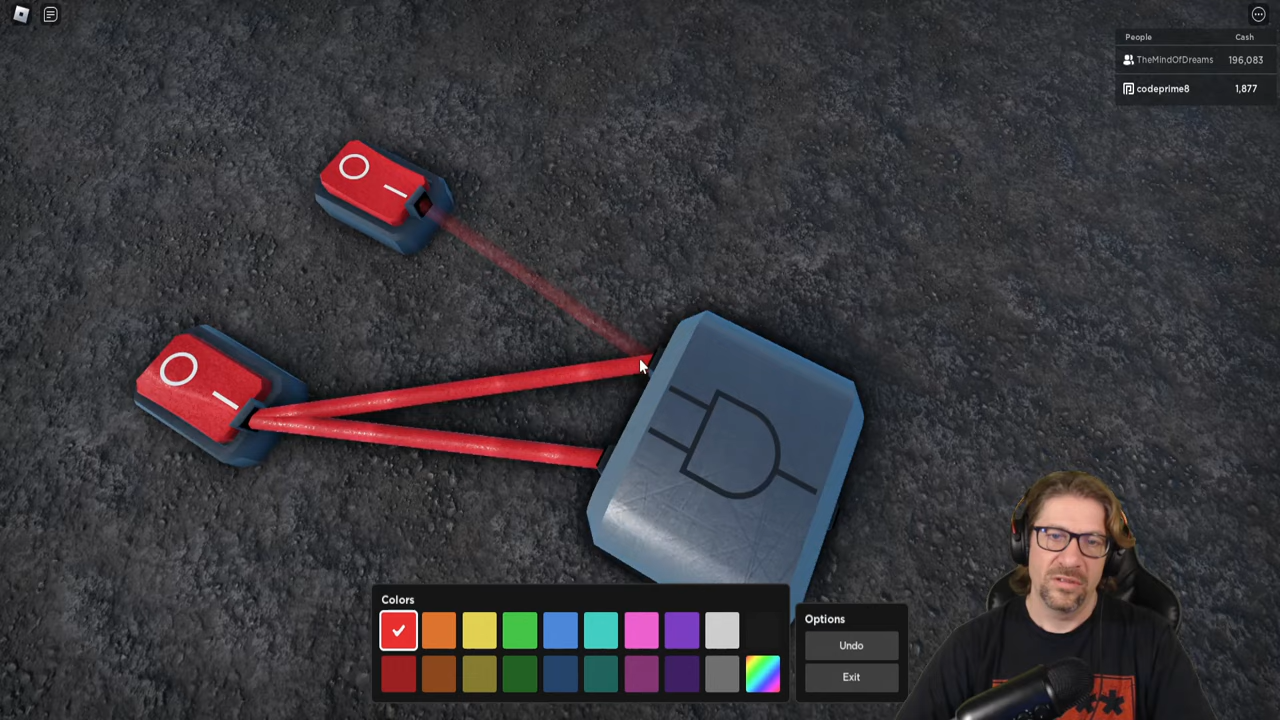 People Cash
TheMindOfDreams 196,083
codeprime8 1,877
Colors
Options
Undo
Exit